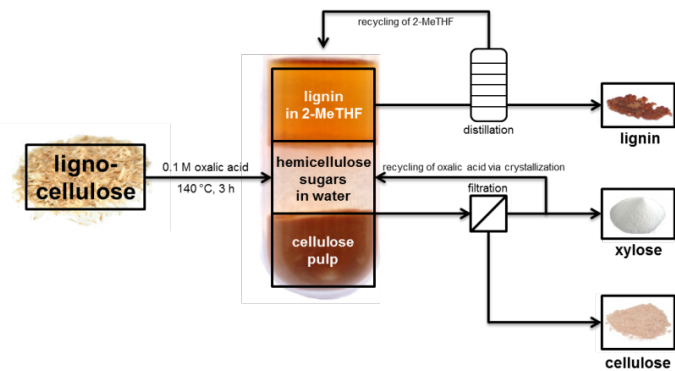 recycling of 2-MeTHF
lignin
in 2-MeTHF
distillation
lignin
ligno-
cellulose
0.1 M oxalic acid
140 °C, 3 h
hemicellulose
sugars
in water
recycling of oxalic acid via crystallization
filtration
xylose
cellulose
pulp
cellulose